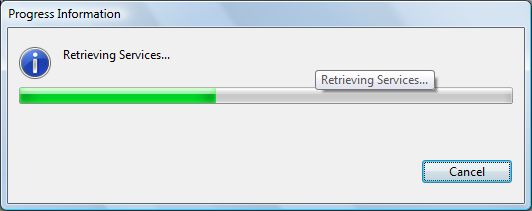 Progress Information
Retrieving Services...
Retrieving Services...
Cancel